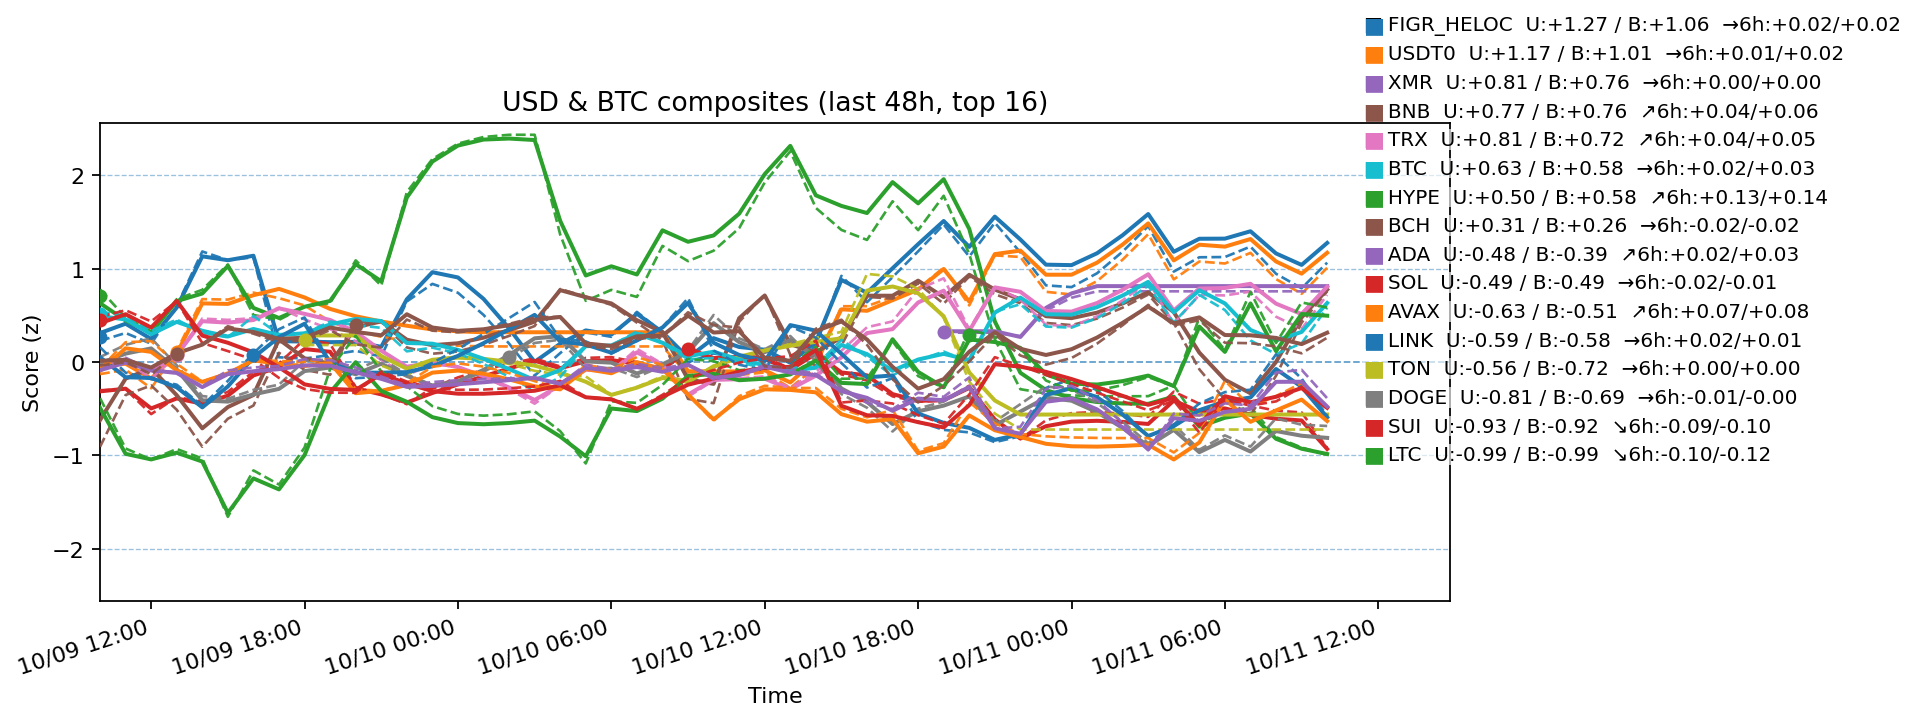 FIGR_HELOC U:+1.27 / B:+1.06 →6h:+0.02/+0.02
USDT0 U:+1.17 / B:+1.01 →6h:+0.01/+0.02
XMR U:+0.81 / B:+0.76 →6h:+0.00/+0.00
BNB U:+0.77 / B:+0.76 ↗6h:+0.04/+0.06
TRX U:+0.81 / B:+0.72 ↗6h:+0.04/+0.05
BTC U:+0.63 / B:+0.58 →6h:+0.02/+0.03
HYPE U:+0.50 / B:+0.58 ↗6h:+0.13/+0.14
BCH U:+0.31 / B:+0.26 →6h:-0.02/-0.02
ADA U:-0.48 / B:-0.39 ↗6h:+0.02/+0.03
SOL U:-0.49 / B:-0.49 →6h:-0.02/-0.01
AVAX U:-0.63 / B:-0.51 ↗6h:+0.07/+0.08
LINK U:-0.59 / B:-0.58 →6h:+0.02/+0.01
TON U:-0.56 / B:-0.72 →6h:+0.00/+0.00
DOGE U:-0.81 / B:-0.69 →6h:-0.01/-0.00
SUI U:-0.93 / B:-0.92 ↘6h:-0.09/-0.10
LTC U:-0.99 / B:-0.99 ↘6h:-0.10/-0.12
USD & BTC composites (last 48h, top 16)
Score (z)
2
1
0
−1
−2
10/09 12:00
10/09 18:00
10/10 00:00
10/10 06:00
10/10 12:00
10/10 18:00
10/11 00:00
10/11 06:00
10/11 12:00
Time